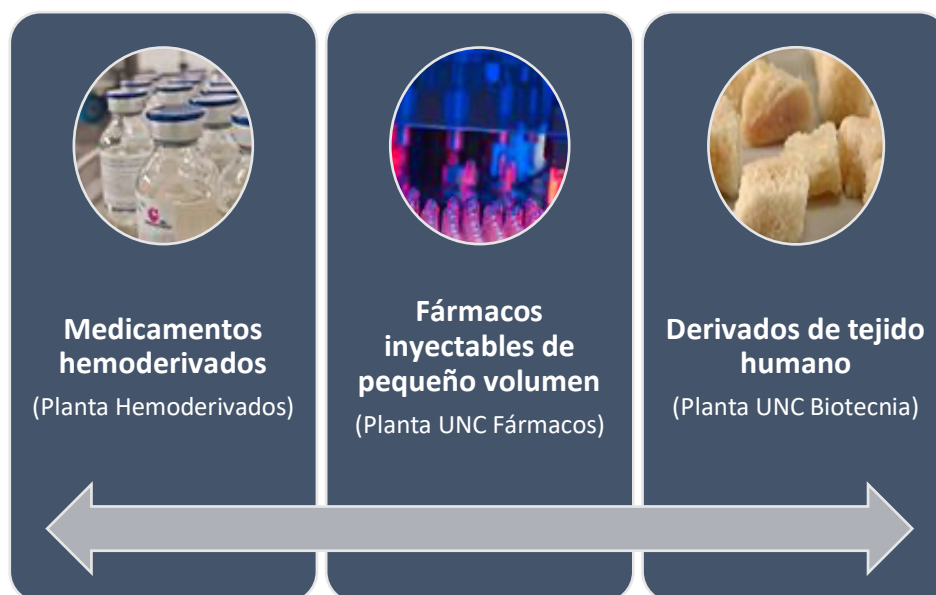 Medicamentos
hemoderivados
(Planta Hemoderivados)
Fármacos
inyectables de
pequeño volumen
(Planta UNC Fármacos)
Derivados de tejido
humano
(Planta UNC Biotecnia)